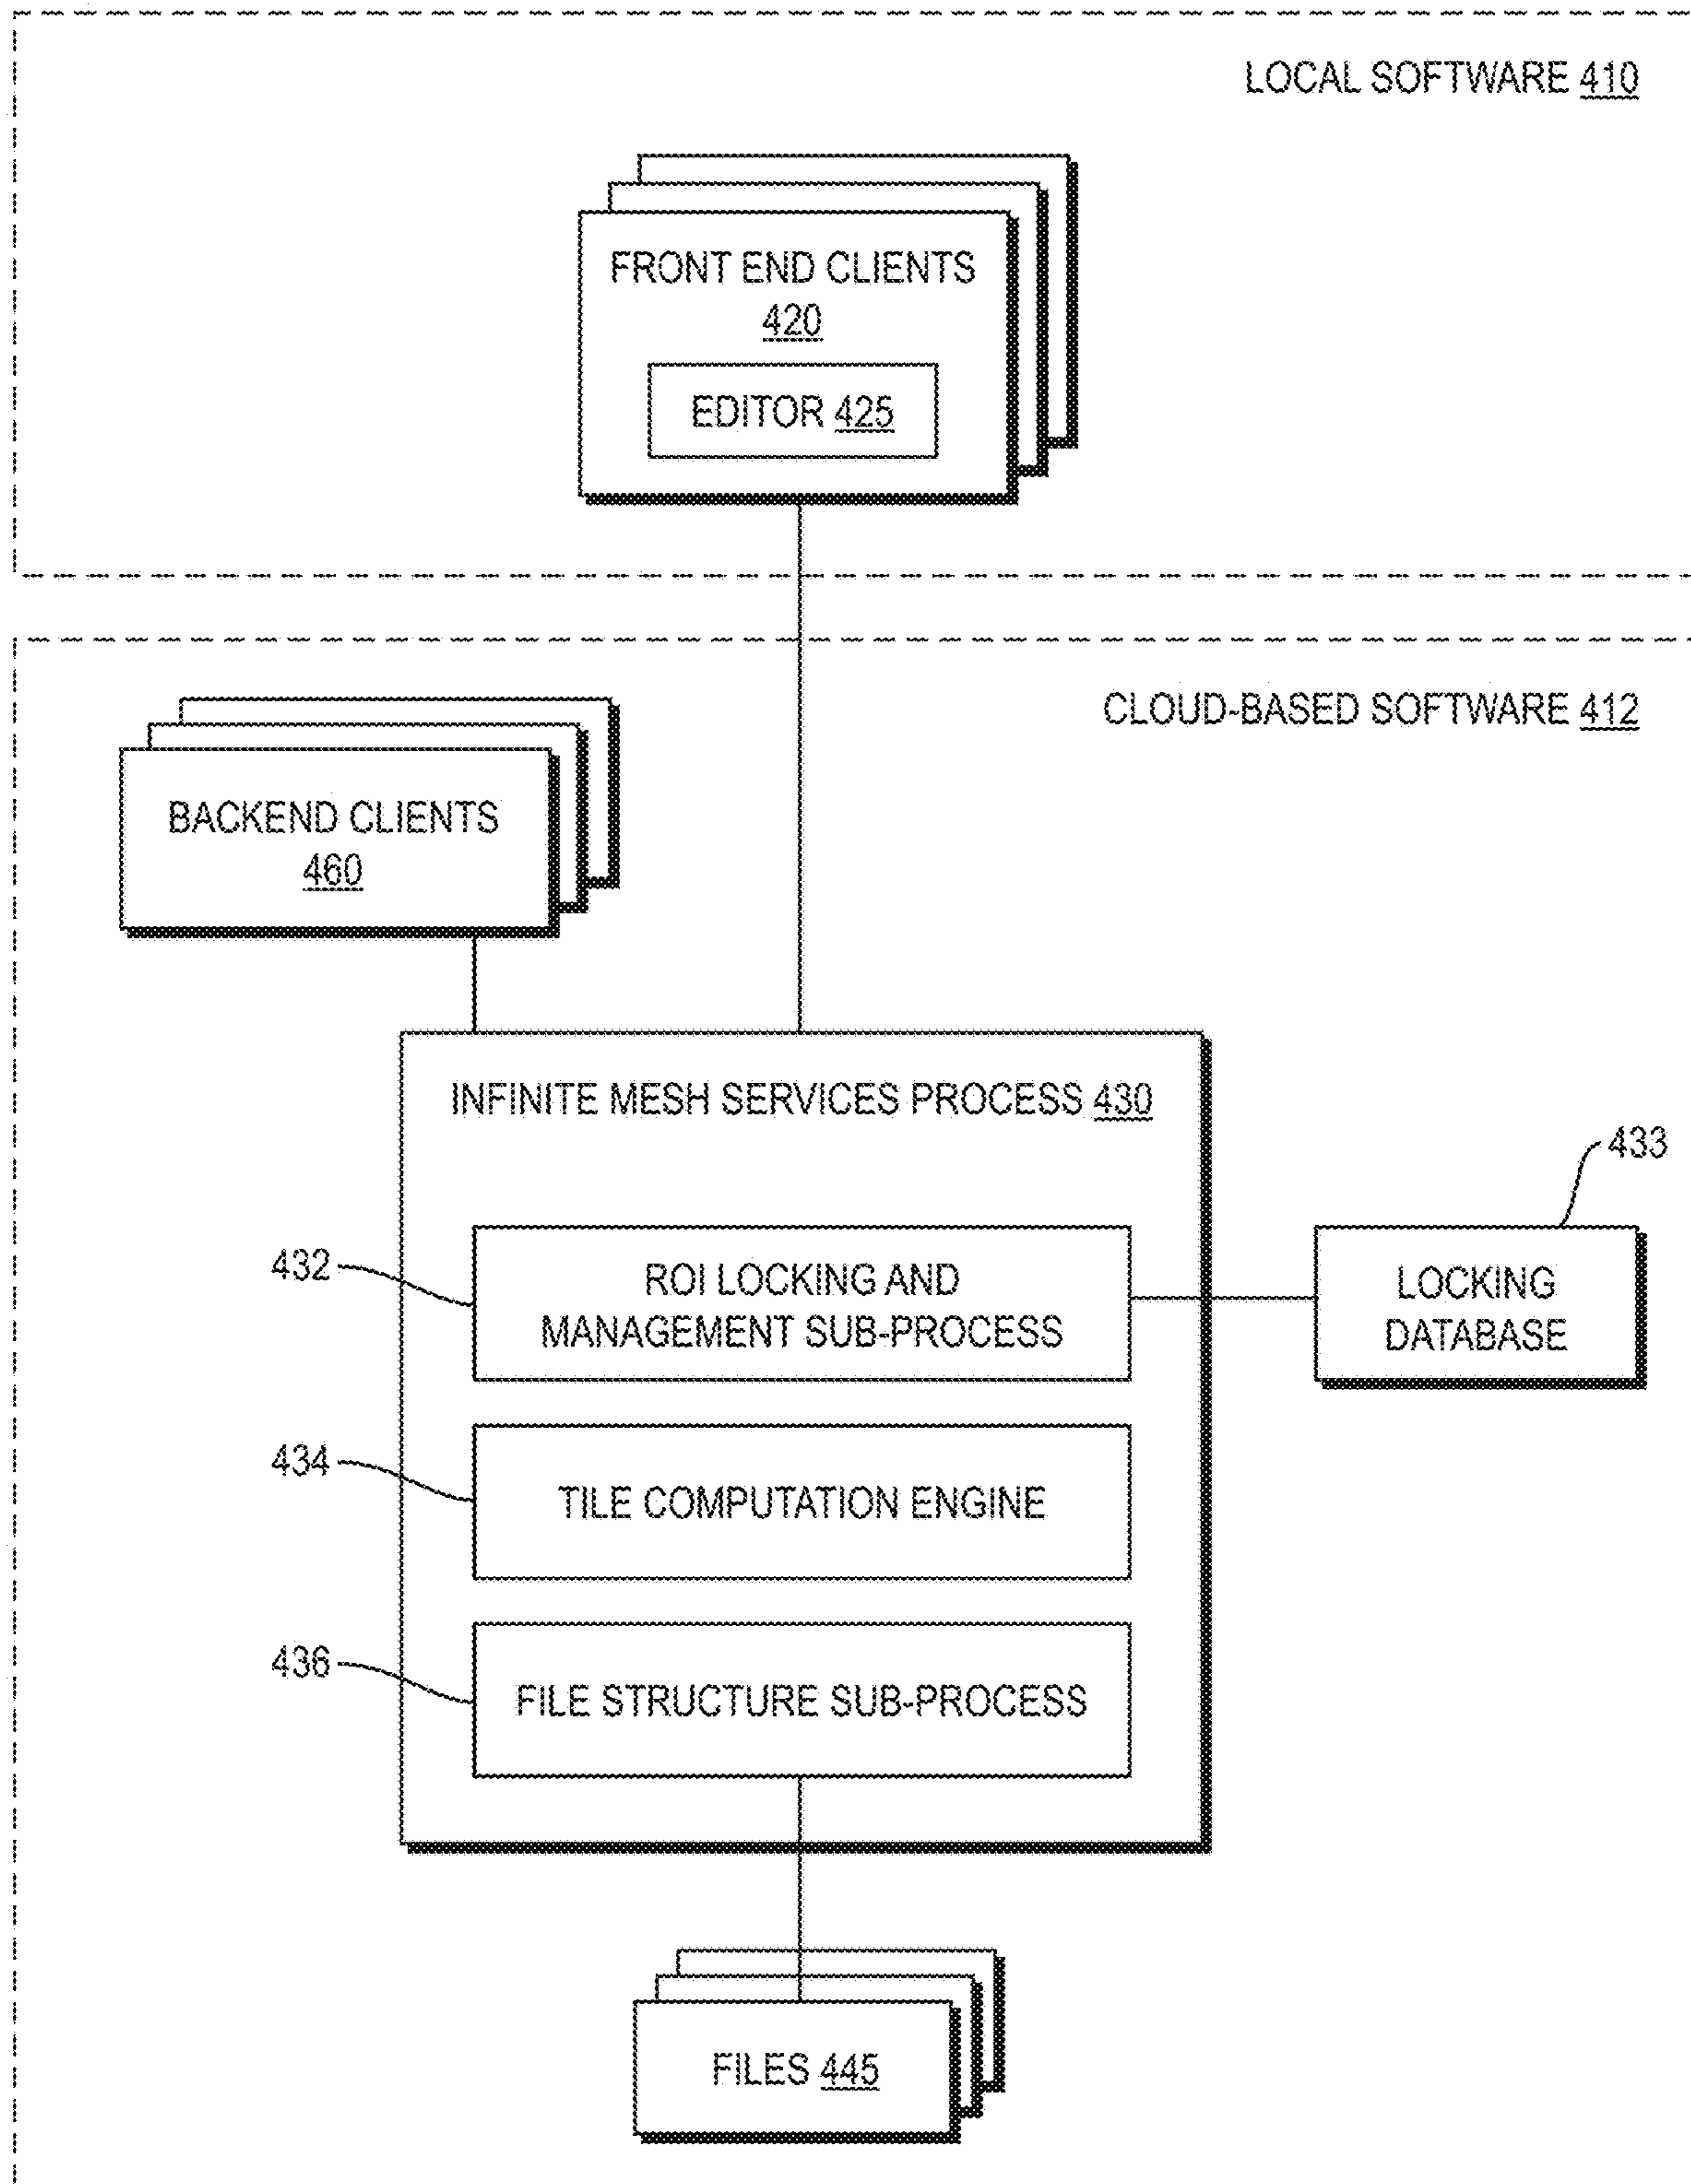 LOCAL SOFTWARE 410
FRONT END CLIENTS
420
EDITOR 425
CLOUD-BASED SOFTWARE 412
BACKEND CLIENTS
460
INFINITE MESH SERVICES PROCESS 430
433
432
ROI LOCKING AND
MANAGEMENT SUB-PROCESS
LOCKING
DATABASE
434
TILE COMPUTATION ENGINE
436
FILE STRUCTURE SUB-PROCESS
FILES 445